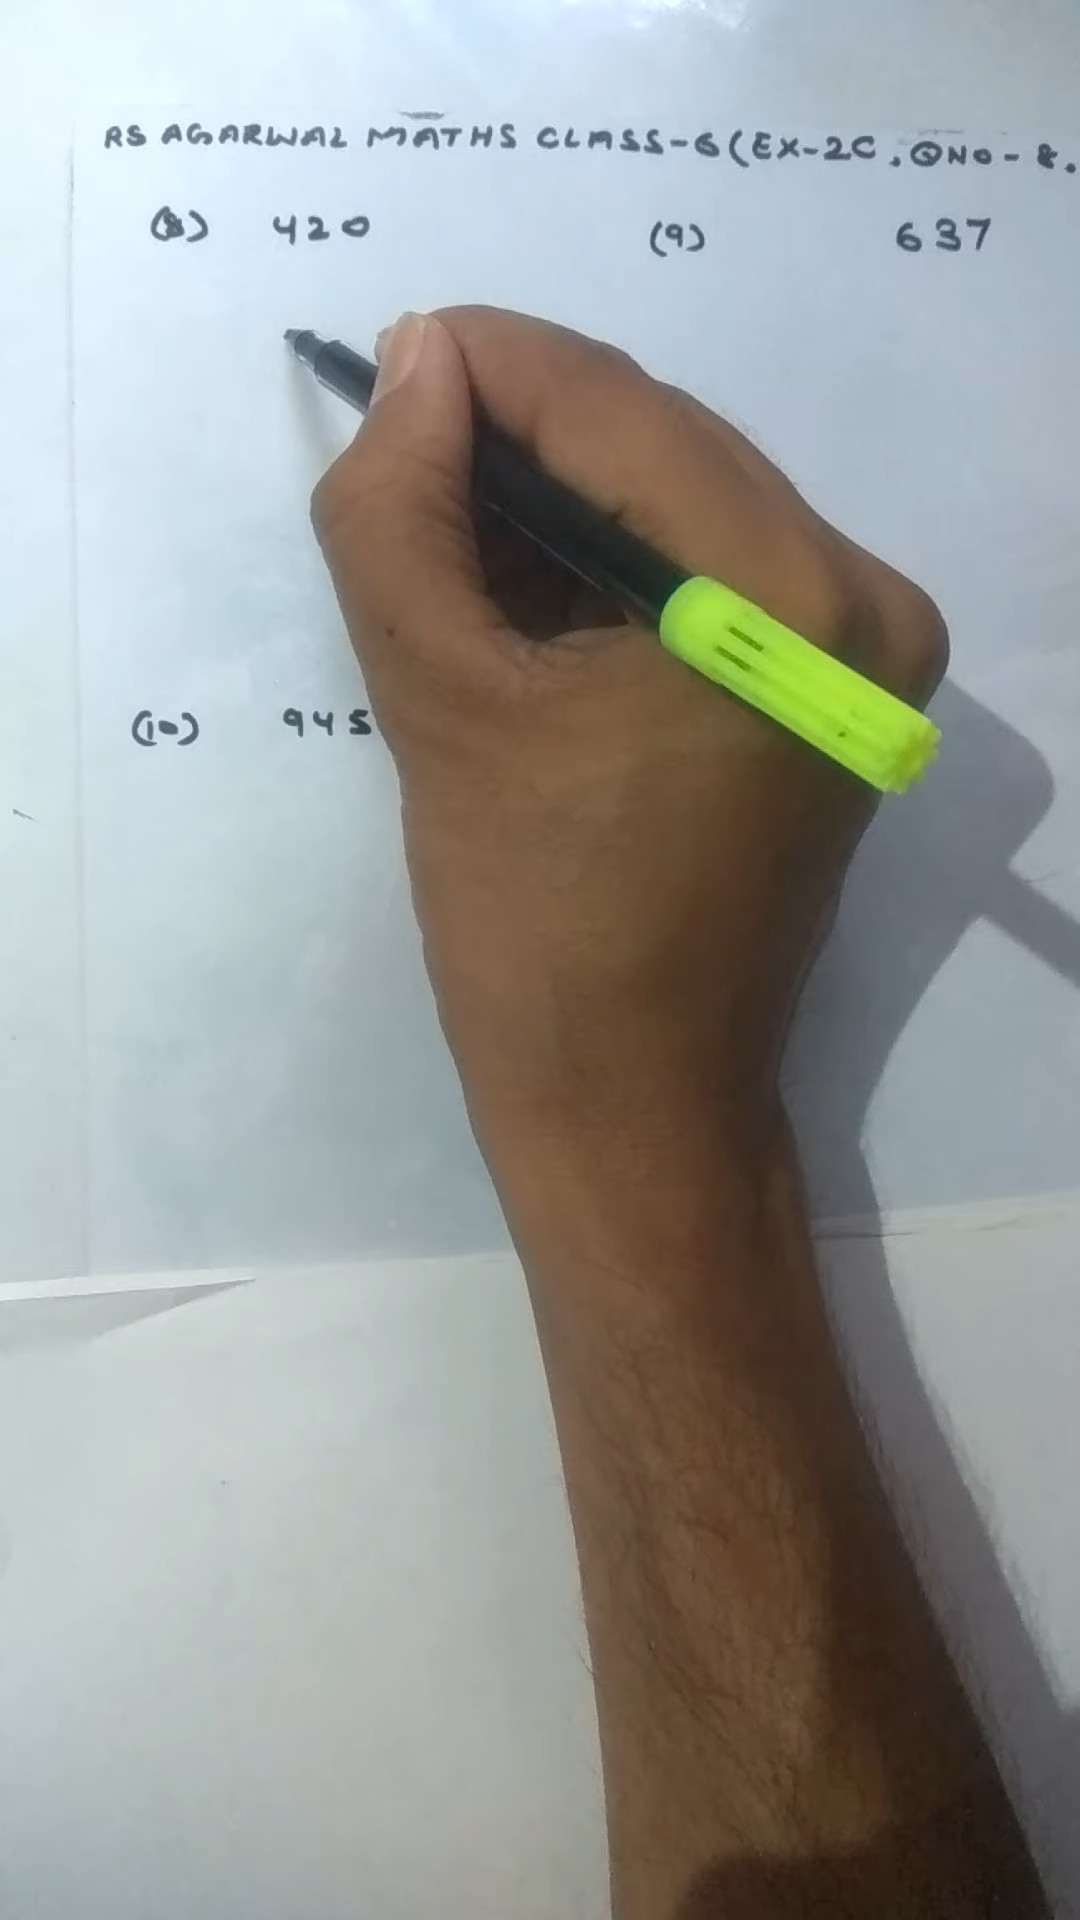 RS AGARWAL MATHS CLASS-6(EX-2C, QNO-8.
(8) 420 (9) 637
(10) 945